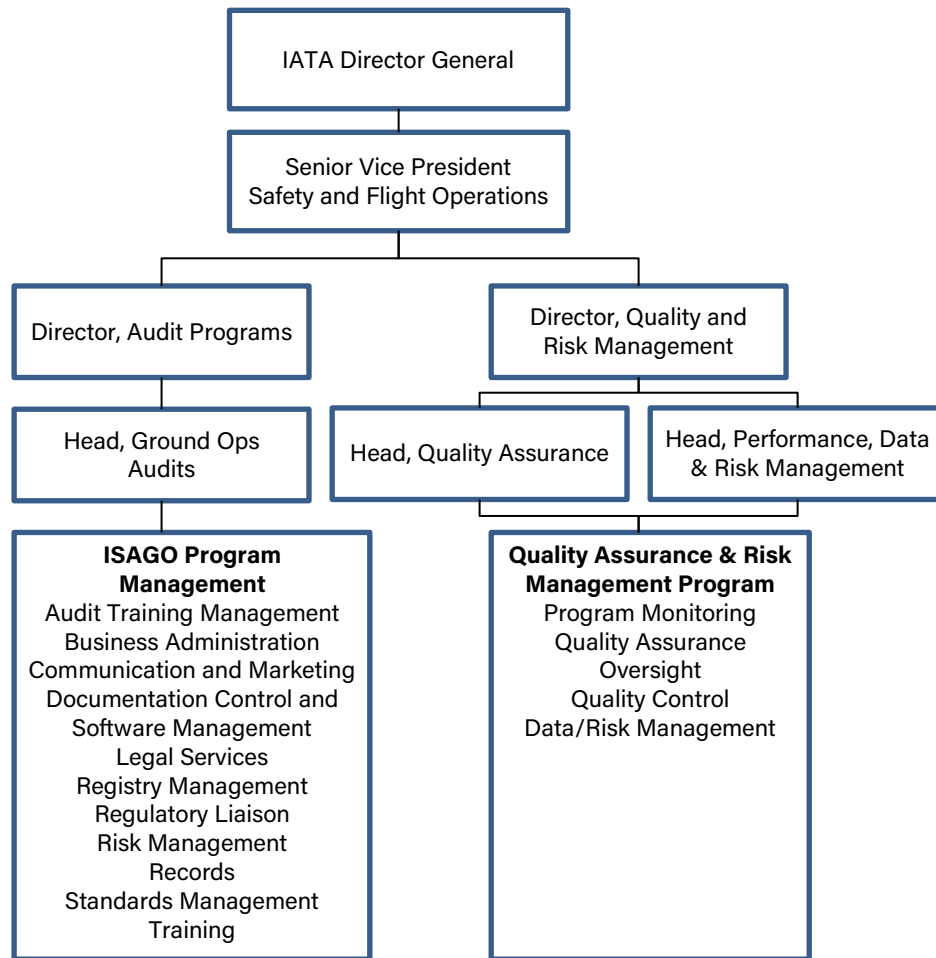 IATA Director General
Senior Vice President
Safety and Flight Operations
Director, Audit Programs
Director, Quality and
Risk Management
Head, Ground Ops
Audits
Head, Quality Assurance
Head, Performance, Data
& Risk Management
ISAGO Program
Management
Audit Training Management
Business Administration
Communication and Marketing
Documentation Control and
Software Management
Legal Services
Registry Management
Regulatory Liaison
Risk Management
Records
Standards Management
Training
Quality Assurance & Risk
Management Program
Program Monitoring
Quality Assurance
Oversight
Quality Control
Data/Risk Management